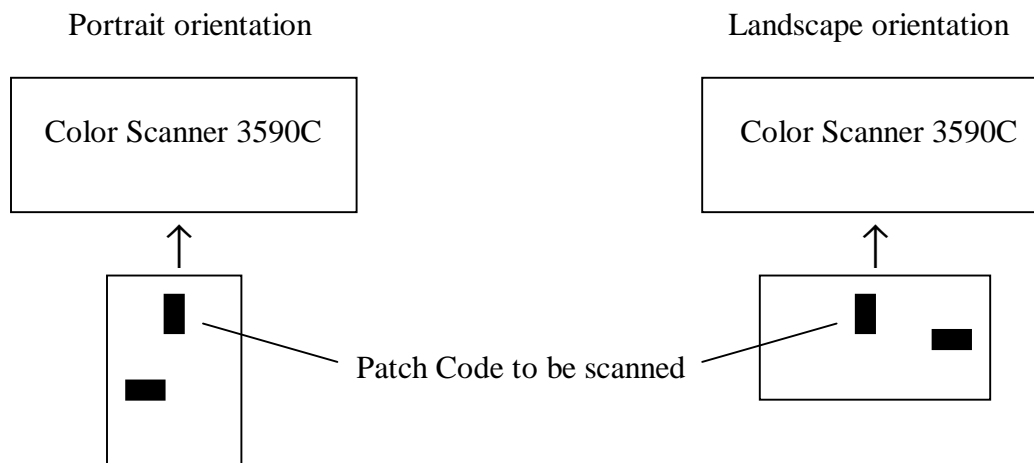 Portrait orientation
Landscape orientation
Color Scanner 3590C
Color Scanner 3590C
Patch Code to be scanned